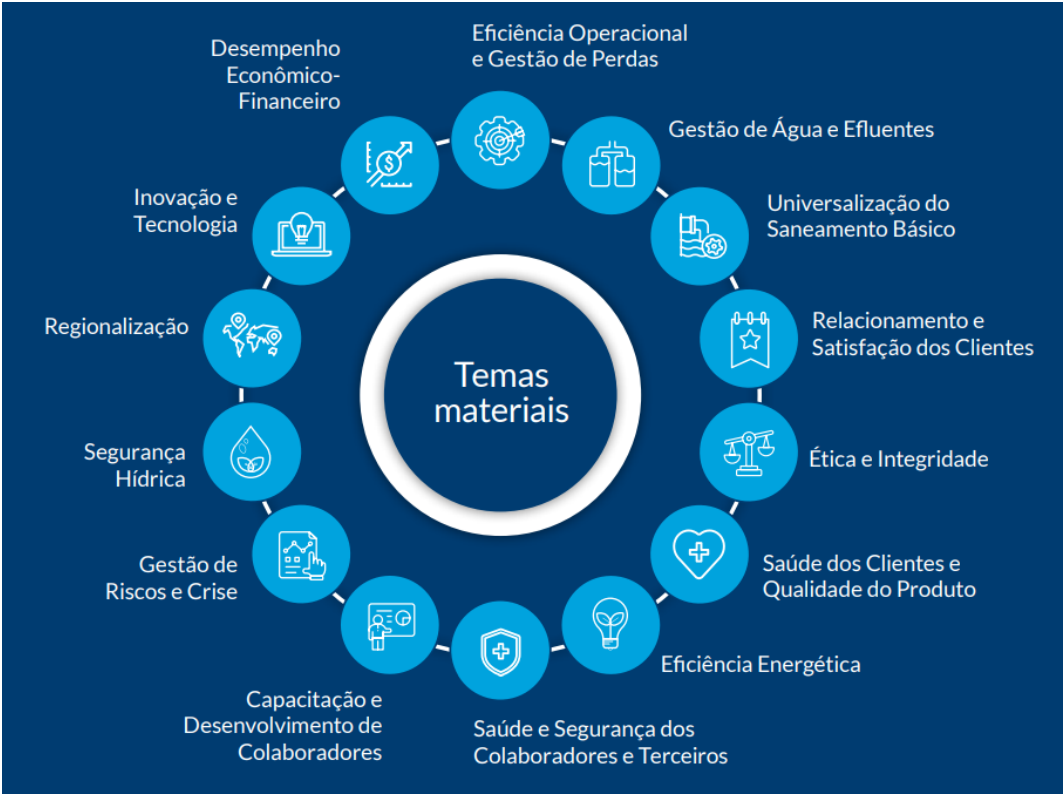 Eficiência Operacional
e Gestão de Perdas
Gestão de Água e Efluentes
Universalização do
Saneamento Básico
Relacionamento e
Satisfação dos Clientes
Ética e Integridade
Saúde dos Clientes e
Qualidade do Produto
Eficiência Energética
Saúde e Segurança dos
Colaboradores e Terceiros
Capacitação e
Desenvolvimento de
Colaboradores
Gestão de
Riscos e Crise
Segurança
Hídrica
Regionalização
Inovação e
Tecnologia
Desempenho
Econômico-
Financeiro
$
Temas
materiais